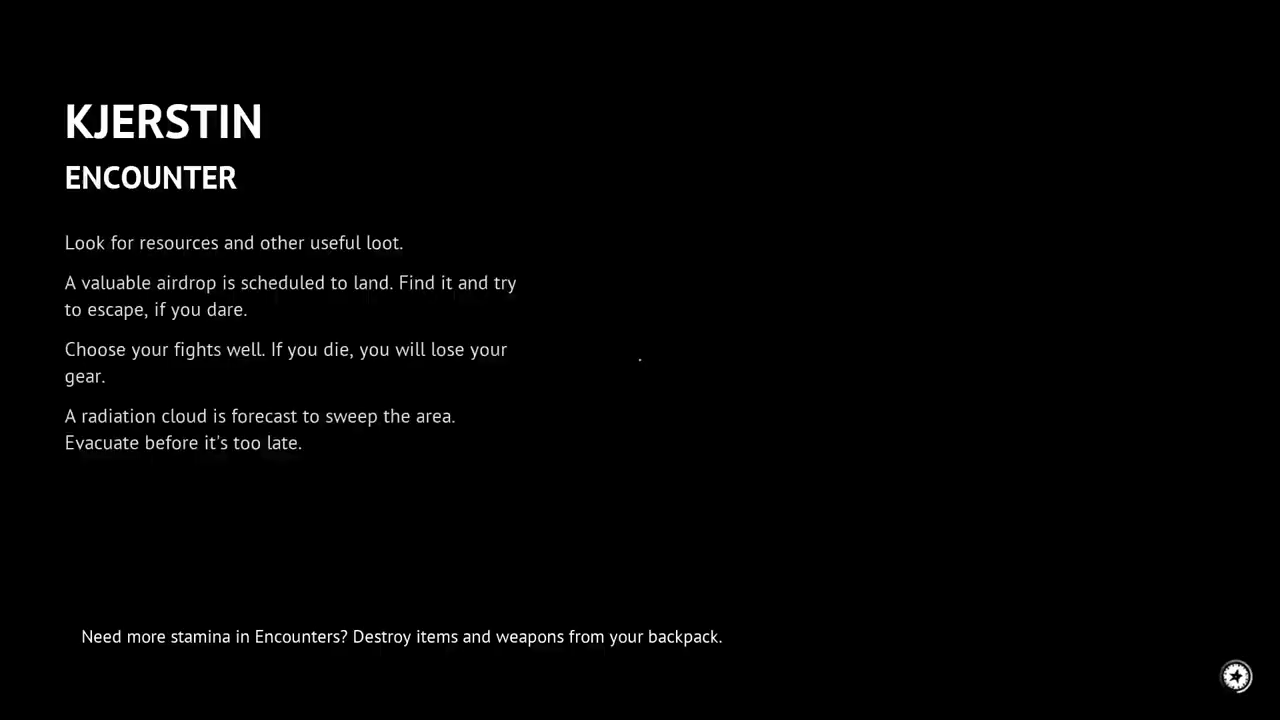 KJERSTIN
ENCOUNTER
Look for resources and other useful loot.
A valuable airdrop is scheduled to land. Find it and try
to escape, if you dare.
Choose your fights well. If you die, you will lose your
gear.
A radiation cloud is forecast to sweep the area.
Evacuate before it's too late.
Need more stamina in Encounters? Destroy items and weapons from your backpack.